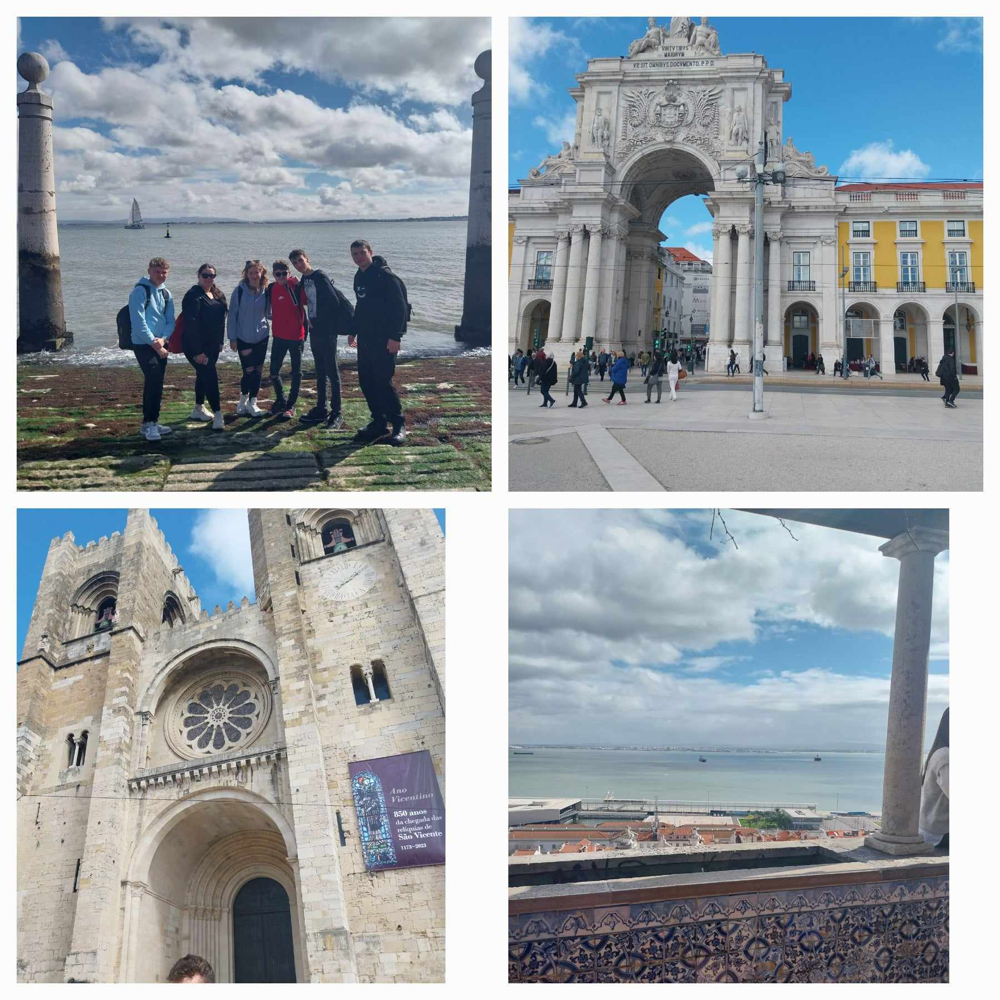 VIRTVTIBVS
MAIORVM
VT. SIT. OMNIBVS. DOCVMENTO. P. P. D.
Ano
Vicentino
850 anos
da chegada das
relíquias de
São Vicente
1173~2023